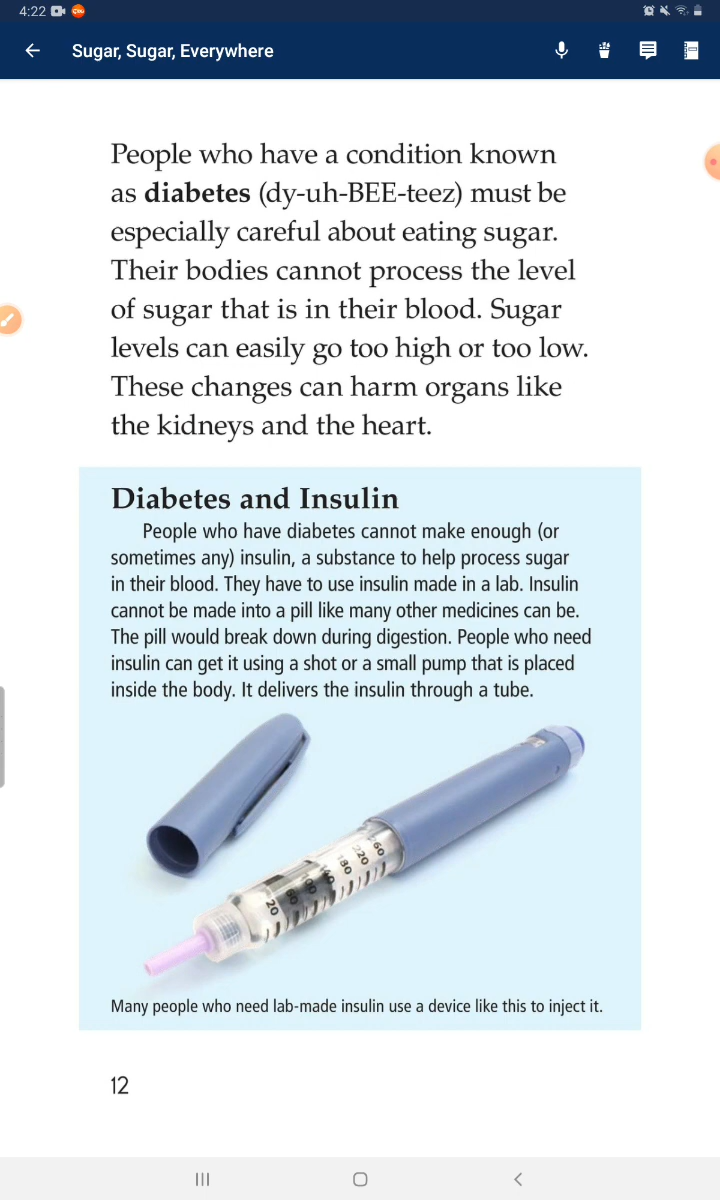 4:22
Sugar, Sugar, Everywhere
People who have a condition known
as diabetes (dy-uh-BEE-teez) must be
especially careful about eating sugar.
Their bodies cannot process the level
of sugar that is in their blood. Sugar
levels can easily go too high or too low.
These changes can harm organs like
the kidneys and the heart.
Diabetes and Insulin
People who have diabetes cannot make enough (or
sometimes any) insulin, a substance to help process sugar
in their blood. They have to use insulin made in a lab. Insulin
cannot be made into a pill like many other medicines can be.
The pill would break down during digestion. People who need
insulin can get it using a shot or a small pump that is placed
inside the body. It delivers the insulin through a tube.
20
60
100
140
180
220
260
Many people who need lab-made insulin use a device like this to inject it.
12